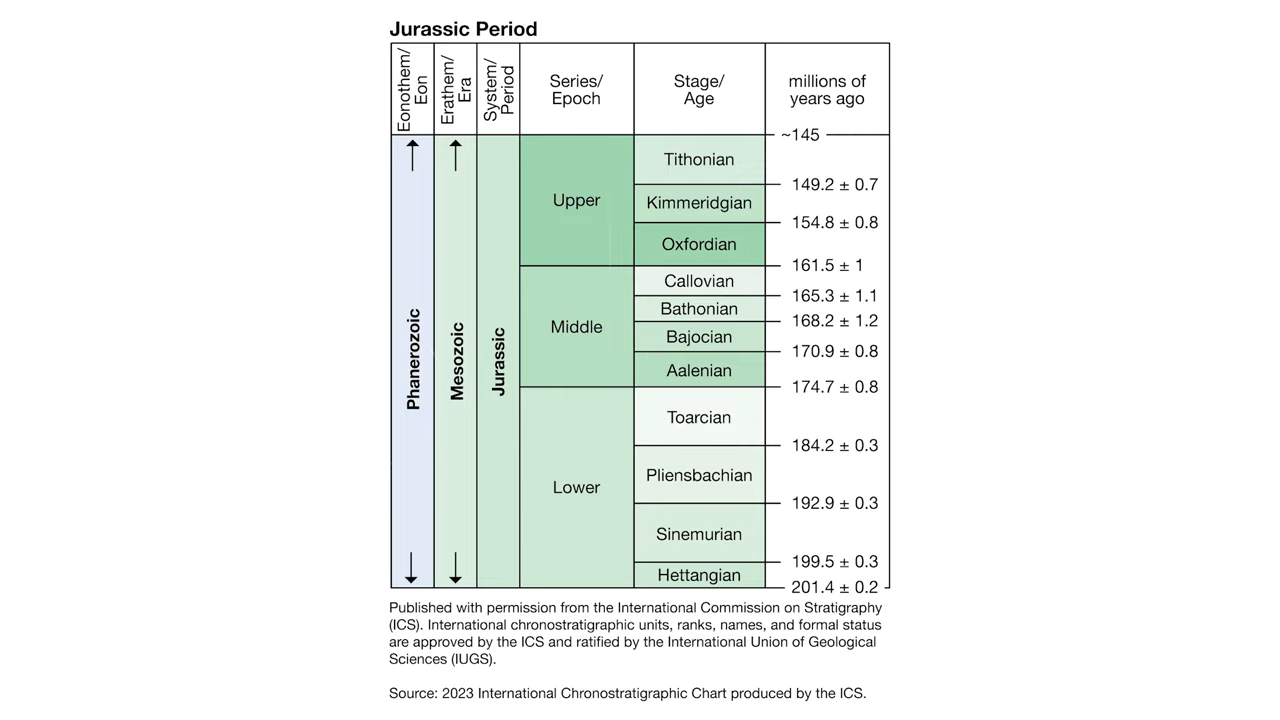 Jurassic Period
Eonothem/
Eon
Erathem/
Era
System/
Period
Series/
Epoch
Stage/
Age
millions of
years ago
Phanerozoic
Mesozoic
Jurassic
Upper
Middle
Lower
Tithonian
Kimmeridgian
Oxfordian
Callovian
Bathonian
Bajocian
Aalenian
Toarcian
Pliensbachian
Sinemurian
Hettangian
~145
149.2 ± 0.7
154.8 ± 0.8
161.5 ± 1
165.3 ± 1.1
168.2 ± 1.2
170.9 ± 0.8
174.7 ± 0.8
184.2 ± 0.3
192.9 ± 0.3
199.5 ± 0.3
201.4 ± 0.2
Published with permission from the International Commission on Stratigraphy
(ICS). International chronostratigraphic units, ranks, names, and formal status
are approved by the ICS and ratified by the International Union of Geological
Sciences (IUGS).
Source: 2023 International Chronostratigraphic Chart produced by the ICS.